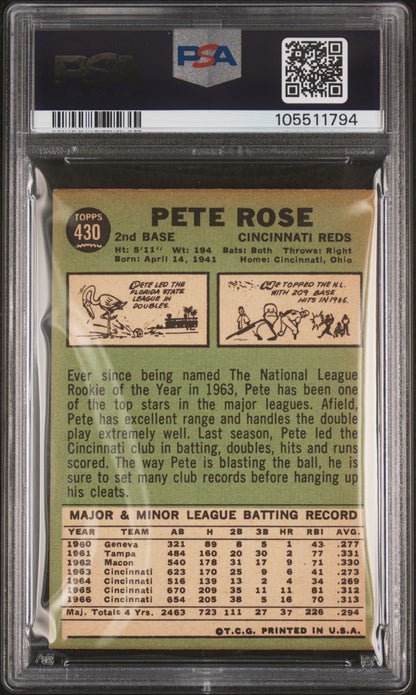 PSA
PSA
105511794
TOPPS
430
PETE ROSE
2nd BASE CINCINNATI REDS
Ht: 5'11" Wt: 194 Bats: Both Throws: Right
Born: April 14, 1941 Home: Cincinnati, Ohio
PETE LED THE
FLORIDA STATE
LEAGUE IN
DOUBLES.
HE TOPPED THE N.L.
WITH 209 BASE
HITS IN 1965.
Ever since being named The National League
Rookie of the Year in 1963, Pete has been one
of the top stars in the major leagues. Afield,
Pete has excellent range and handles the double
play extremely well. Last season, Pete led the
Cincinnati club in batting, doubles, hits and runs
scored. The way Pete is blasting the ball, he is
sure to set many club records before hanging up
his cleats.
MAJOR & MINOR LEAGUE BATTING RECORD
YEAR TEAM AB H 2B 3B HR RBI AVG.
1960 Geneva 321 89 8 5 1 43 .277
1961 Tampa 484 160 20 30 2 77 .331
1962 Macon 540 178 31 17 9 71 .330
1963 Cincinnati 623 170 25 9 6 41 .273
1964 Cincinnati 516 139 13 2 4 34 .269
1965 Cincinnati 670 209 35 11 11 81 .312
1966 Cincinnati 654 205 38 5 16 70 .313
Maj. Totals 4 Yrs. 2463 723 111 27 37 226 .294
©T.C.G. PRINTED IN U.S.A.